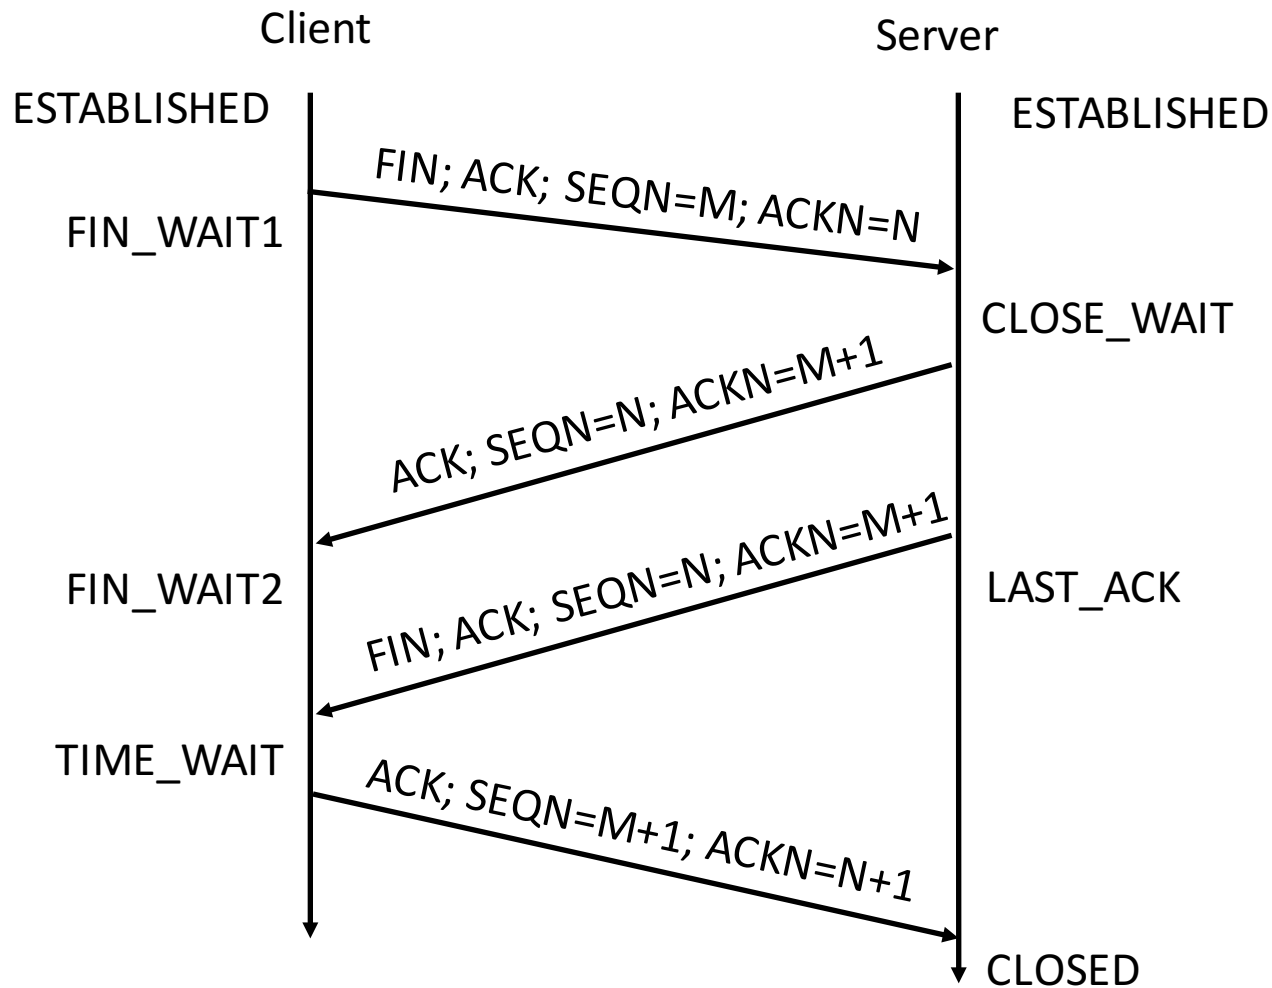 Client
Server
ESTABLISHED
ESTABLISHED
FIN; ACK; SEQN=M; ACKN=N
FIN_WAIT1
CLOSE_WAIT
ACK; SEQN=N; ACKN=M+1
FIN; ACK; SEQN=N; ACKN=M+1
FIN_WAIT2
LAST_ACK
TIME_WAIT
ACK; SEQN=M+1; ACKN=N+1
CLOSED